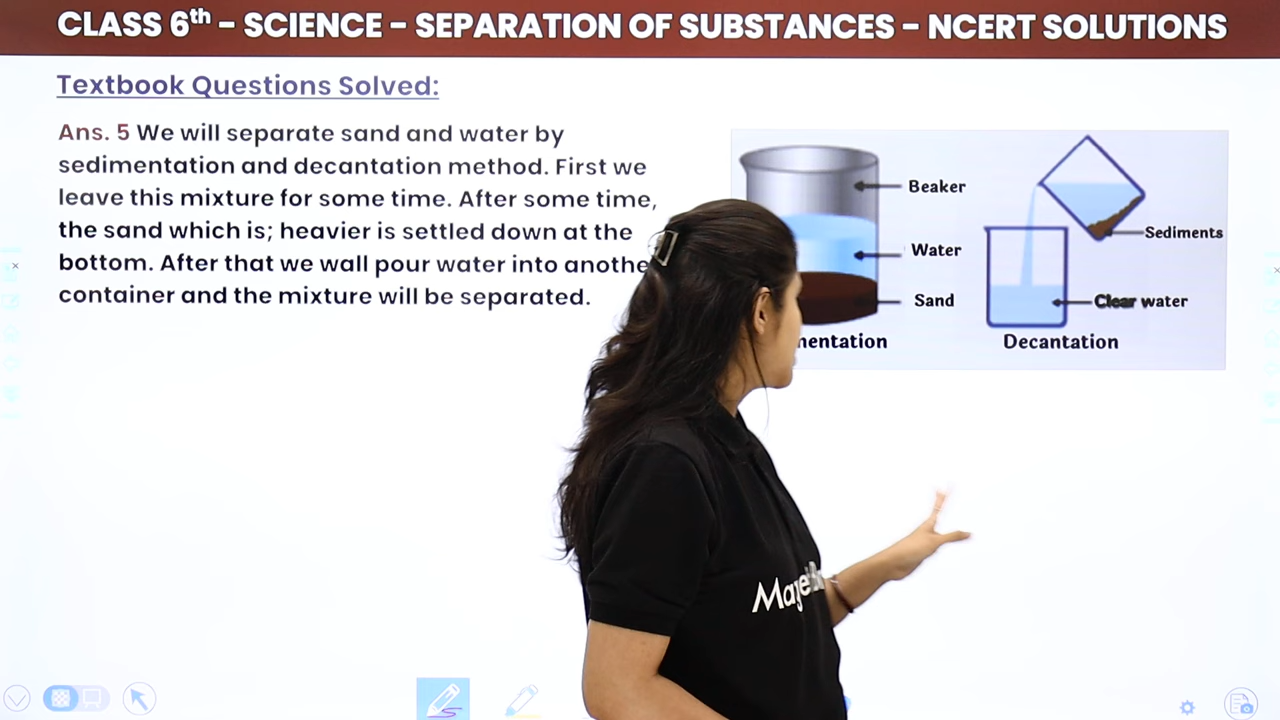 CLASS 6th – SCIENCE – SEPARATION OF SUBSTANCES – NCERT SOLUTIONS
Textbook Questions Solved:
Ans. 5 We will separate sand and water by
sedimentation and decantation method. First we
leave this mixture for some time. After some time,
the sand which is; heavier is settled down at the
bottom. After that we wall pour water into
container and the mixture will be separated.
Beaker
Water
Sand
Sediments
Clear water
Decantation